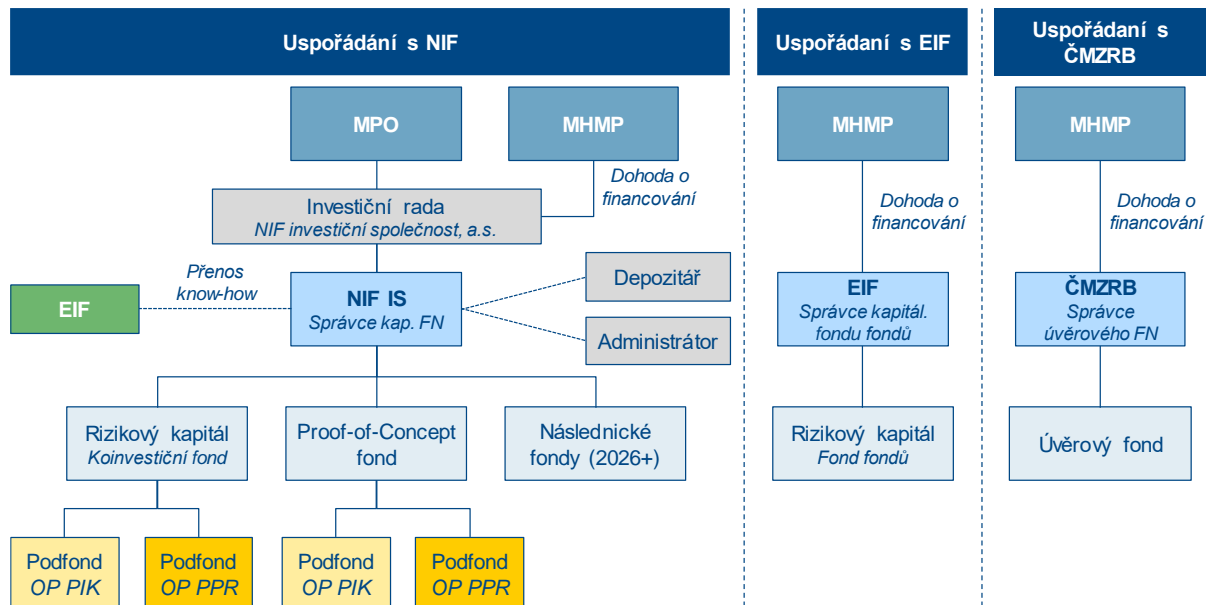 Uspořádání s NIF
Uspořádaní s EIF
Uspořádaní s
ČMZRB
MPO
MHMP
MHMP
MHMP
Dohoda o
financování
Dohoda o
financování
Dohoda o
financování
Investiční rada
NIF investiční společnost, a.s.
Přenos
know-how
EIF
NIF IS
Správce kap. FN
Depozitář
Administrátor
EIF
Správce kapitál.
fondu fondů
ČMZRB
Správce
úvěrového FN
Rizikový kapitál
Koinvestiční fond
Proof-of-Concept
fond
Následnické
fondy (2026+)
Rizikový kapitál
Fond fondů
Úvěrový fond
Podfond
OP PIK
Podfond
OP PPR
Podfond
OP PIK
Podfond
OP PPR